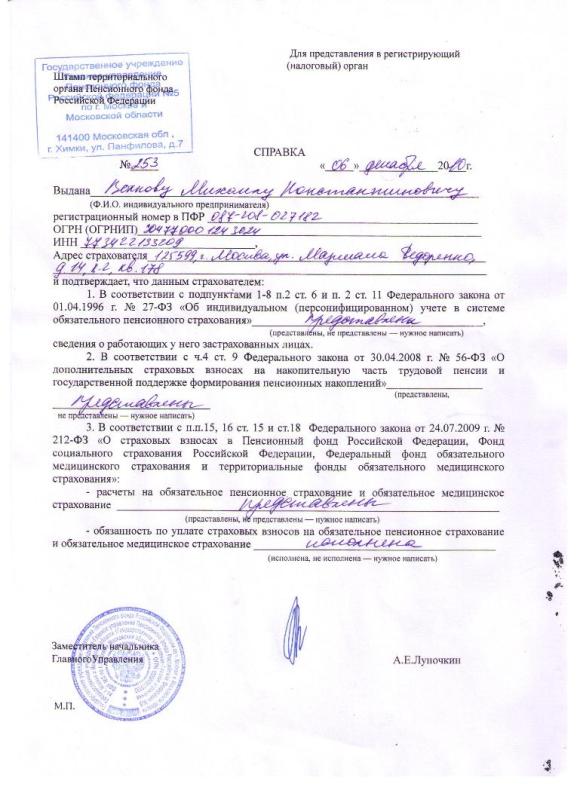 Для представления в регистрирующий
(налоговый) орган
Государственное учреждение
Штамп территориального
органа Пенсионного фонда
Российской Федерации
Российской Федерации №5
по г. Москве и
Московской области
141400 Московская обл ,
г. Химки, ул. Панфилова, д.7
СПРАВКА
№ 253 « 06 » декабря 2010г.
Выдана Михаилу Константиновичу
(Ф.И.О. индивидуального предпринимателя)
регистрационный номер в ПФР 087-208-027182
ОГРН (ОГРНИП)
ИНН 773422133209 ,
Адрес страхователя 125599, г. Москва, ул. Маршала Федоренко,
д. 14, к-2, кв. 178
и подтверждает, что данным страхователем:
1. В соответствии с подпунктами 1-8 п.2 ст. 6 и п. 2 ст. 11 Федерального закона от
01.04.1996 г. № 27-ФЗ «Об индивидуальном (персонифицированном) учете в системе
обязательного пенсионного страхования» представлены ,
(представлены, не представлены — нужное написать)
сведения о работающих у него застрахованных лицах.
2. В соответствии с ч.4 ст. 9 Федерального закона от 30.04.2008 г. № 56-ФЗ «О
дополнительных страховых взносах на накопительную часть трудовой пенсии и
государственной поддержке формирования пенсионных накоплений»
(представлены,
представлены
не представлены — нужное написать)
3. В соответствии с п.п.15, 16 ст. 15 и ст.18 Федерального закона от 24.07.2009 г. №
212-ФЗ «О страховых взносах в Пенсионный фонд Российской Федерации, Фонд
социального страхования Российской Федерации, Федеральный фонд обязательного
медицинского страхования и территориальные фонды обязательного медицинского
страхования»:
- расчеты на обязательное пенсионное страхование и обязательное медицинское
страхование представлены
(представлены, не представлены — нужное написать)
- обязанность по уплате страховых взносов на обязательное пенсионное страхование
и обязательное медицинское страхование исполнена
(исполнена, не исполнена — нужное написать)
Заместитель начальника
ГлавногоУправления А.Е.Луночкин
М.П.